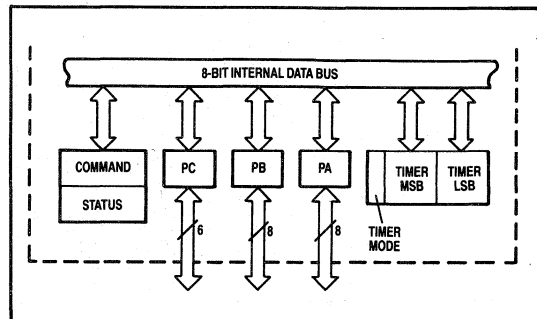 8-BIT INTERNAL DATA BUS
COMMAND
STATUS
PC
PB
PA
TIMER
MSB
TIMER
LSB
TIMER
MODE
6
8
8